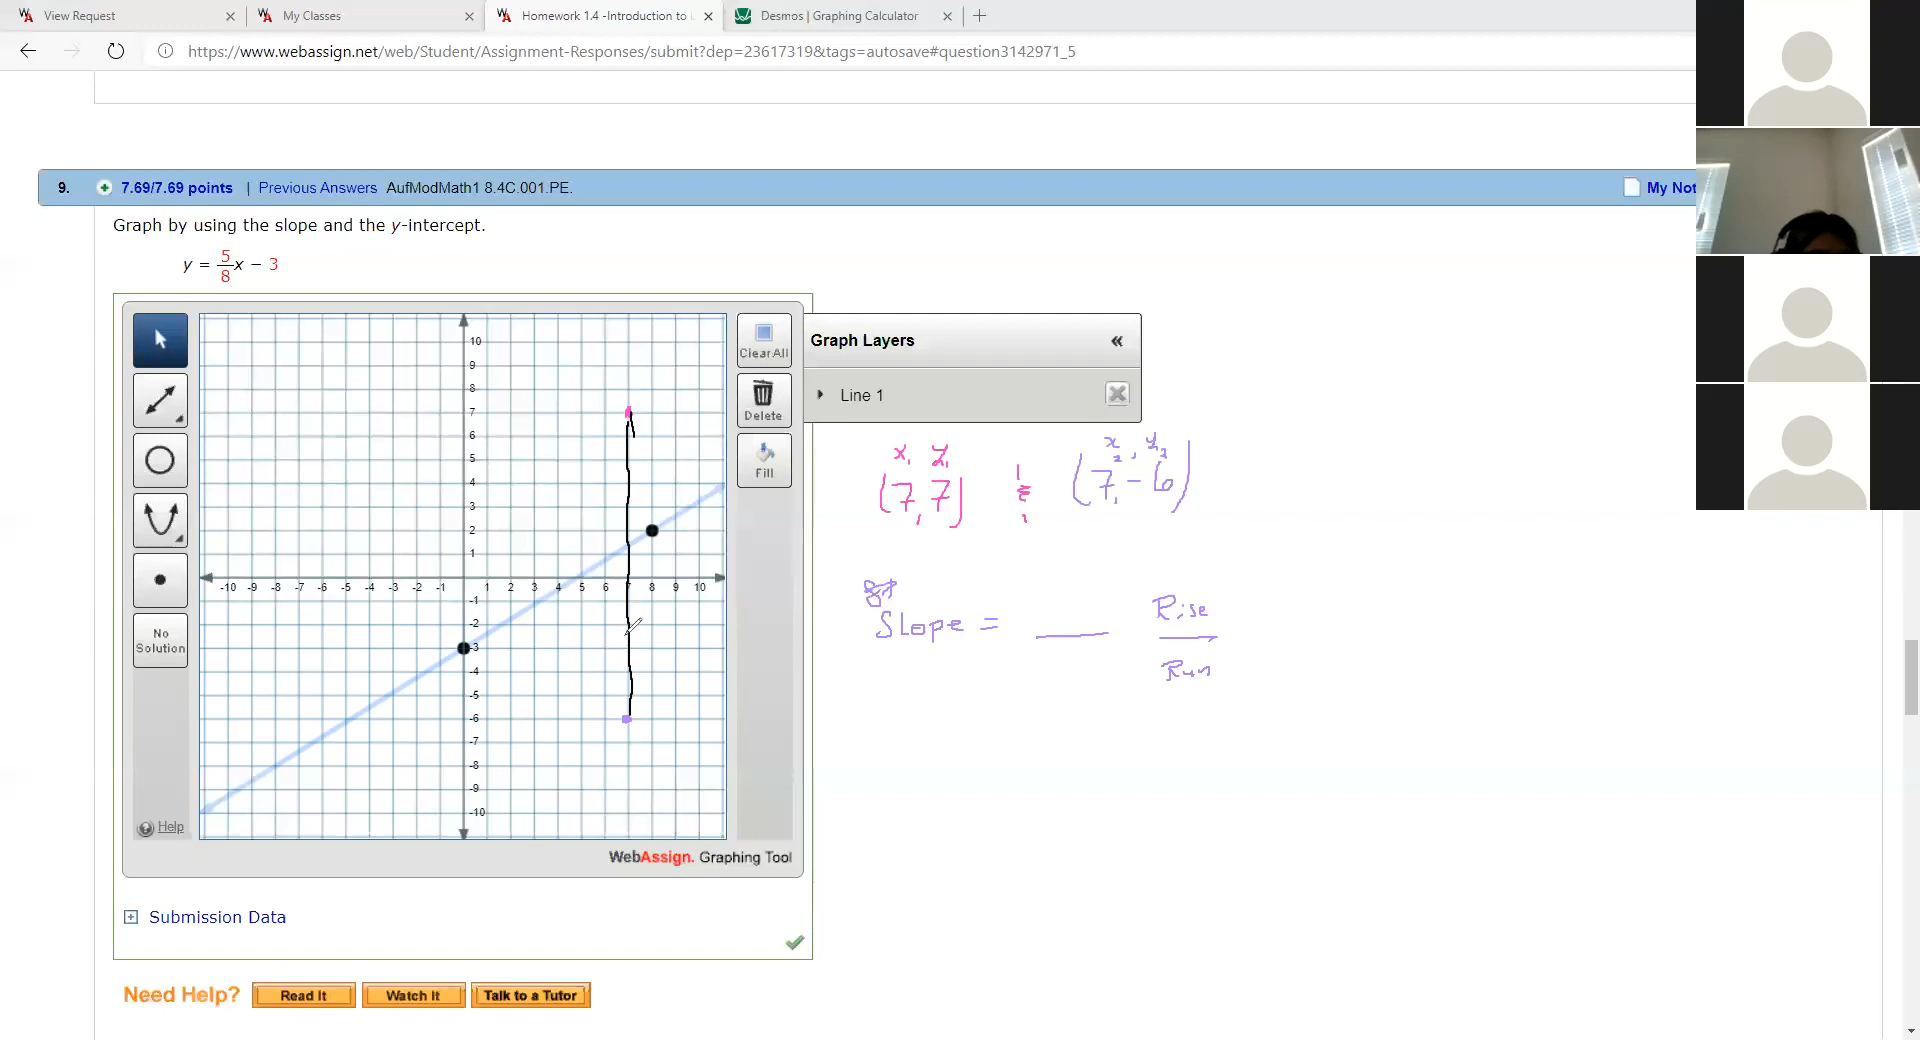 View Request
My Classes
Homework 1.4 -Introduction to L
Desmos | Graphing Calculator
https://www.webassign.net/web/Student/Assignment-Responses/submit?dep=23617319&tags=autosave#question3142971_5
9. 7.69/7.69 points | Previous Answers AufModMath1 8.4C.001.PE.
My Not
Graph by using the slope and the y-intercept.
y = 5/8 x − 3
Clear All
Delete
Fill
No Solution
Help
Graph Layers
Line 1
10
9
8
7
6
5
4
3
2
1
-10 -9 -8 -7 -6 -5 -4 -3 -2 -1 1 2 3 4 5 6 7 8 9 10
-1
-2
-3
-4
-5
-6
-7
-8
-9
-10
WebAssign. Graphing Tool
x₁ y₁ x₂, y₂
(7, 7) & (7, -6)
Slope = ___ Rise
Run
Submission Data
Need Help? Read It Watch It Talk to a Tutor